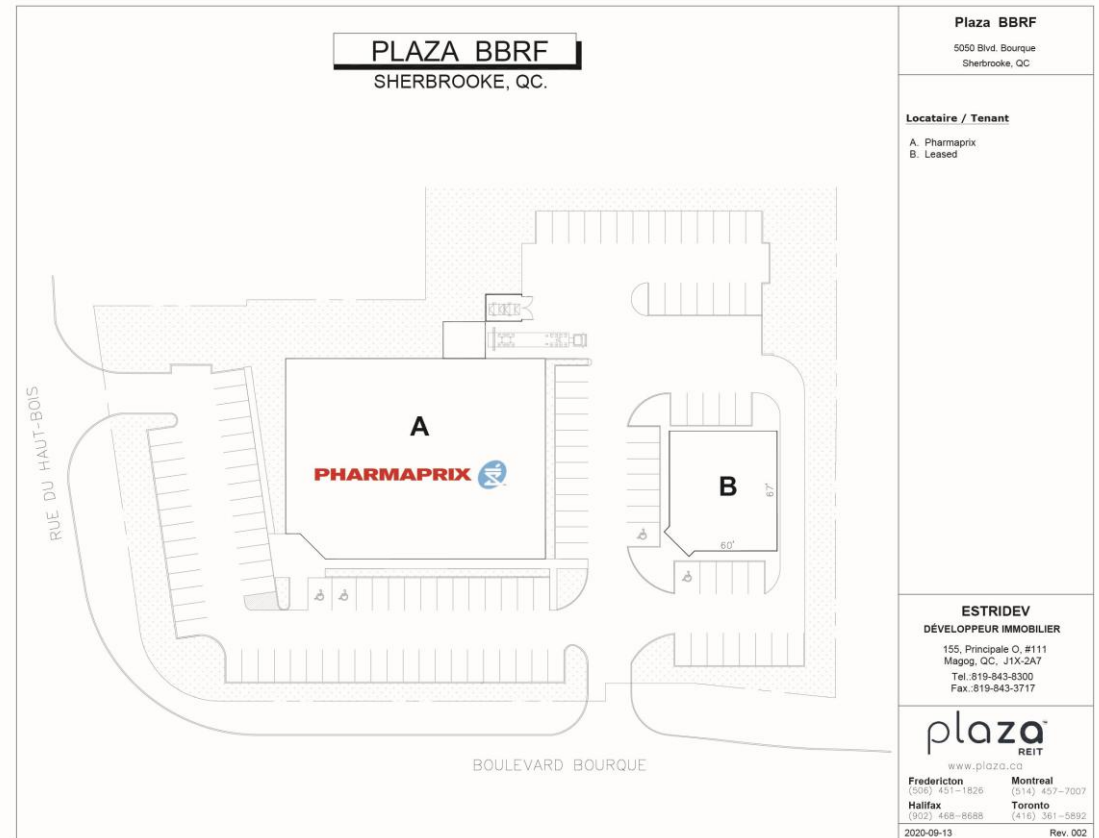 PLAZA BBRF
SHERBROOKE, QC.
RUE DU HAUT-BOIS
A
PHARMAPRIX
B
67'
60'
BOULEVARD BOURQUE
Plaza BBRF
5050 Blvd. Bourque
Sherbrooke, QC
Locataire / Tenant
A. Pharmaprix
B. Leased
ESTRIDEV
DÉVELOPPEUR IMMOBILIER
155, Principale O, #111
Magog, QC, J1X-2A7
Tel.:819-843-8300
Fax.:819-843-3717
plaza™
REIT
www.plaza.ca
Fredericton Montreal
(506) 451-1826 (514) 457-7007
Halifax Toronto
(902) 468-8688 (416) 361-5892
2020-09-13 Rev. 002